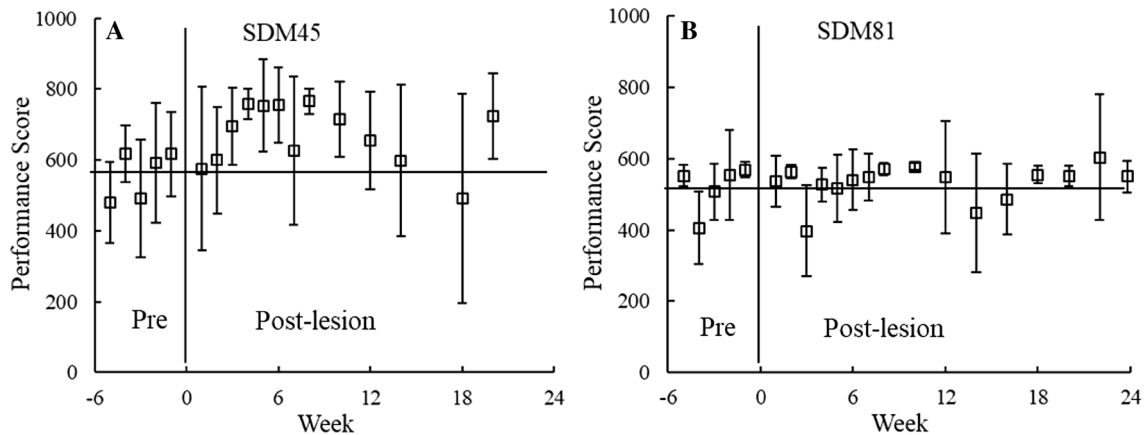 A
SDM45
Performance Score
1000
800
600
400
200
0
Pre
Post-lesion
-6 0 6 12 18 24
Week
B
SDM81
Performance Score
1000
800
600
400
200
0
Pre
Post-lesion
-6 0 6 12 18 24
Week